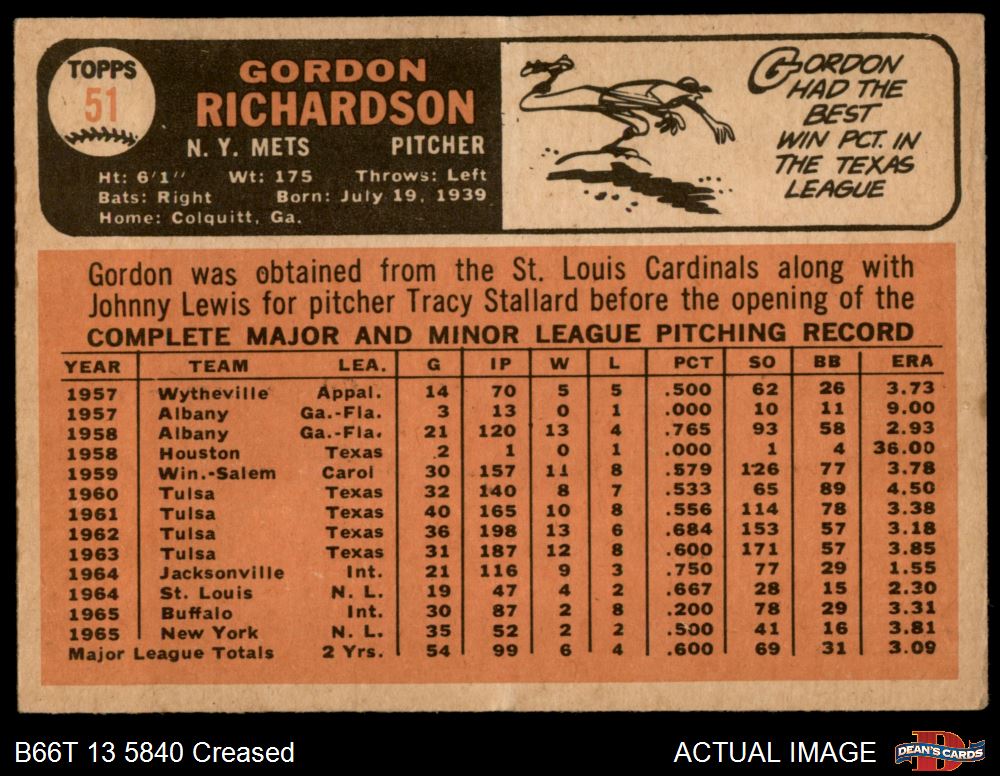 TOPPS
51
GORDON
RICHARDSON
N. Y. METS PITCHER
Ht: 6'1" Wt: 175 Throws: Left
Bats: Right Born: July 19, 1939
Home: Colquitt, Ga.
GORDON
HAD THE
BEST
WIN PCT. IN
THE TEXAS
LEAGUE
Gordon was obtained from the St. Louis Cardinals along with
Johnny Lewis for pitcher Tracy Stallard before the opening of the
COMPLETE MAJOR AND MINOR LEAGUE PITCHING RECORD
YEAR TEAM LEA. G IP W L PCT SO BB ERA
1957 Wytheville Appal. 14 70 5 5 .500 62 26 3.73
1957 Albany Ga.-Fla. 3 13 0 1 .000 10 11 9.00
1958 Albany Ga.-Fla. 21 120 13 4 .765 93 58 2.93
1958 Houston Texas 2 1 0 1 .000 1 4 36.00
1959 Win.-Salem Carol 30 157 11 8 .579 126 77 3.78
1960 Tulsa Texas 32 140 8 7 .533 65 89 4.50
1961 Tulsa Texas 40 165 10 8 .556 114 78 3.38
1962 Tulsa Texas 36 198 13 6 .684 153 57 3.18
1963 Tulsa Texas 31 187 12 8 .600 171 57 3.85
1964 Jacksonville Int. 21 116 9 3 .750 77 29 1.55
1964 St. Louis N. L. 19 47 4 2 .667 28 15 2.30
1965 Buffalo Int. 30 87 2 8 .200 78 29 3.31
1965 New York N. L. 35 52 2 2 .500 41 16 3.81
Major League Totals 2 Yrs. 54 99 6 4 .600 69 31 3.09
B66T 13 5840 Creased ACTUAL IMAGE DEAN'S CARDS